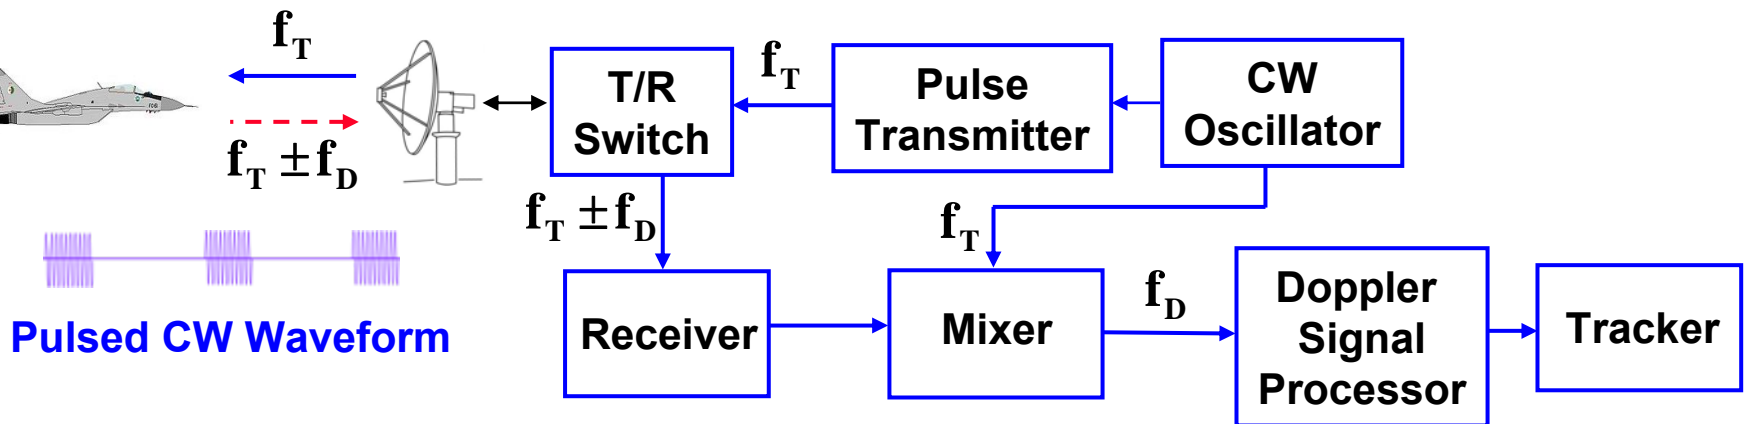 f_T
f_T ± f_D
Pulsed CW Waveform
T/R
Switch
f_T
Pulse
Transmitter
CW
Oscillator
f_T ± f_D
f_T
Receiver
Mixer
f_D
Doppler
Signal
Processor
Tracker